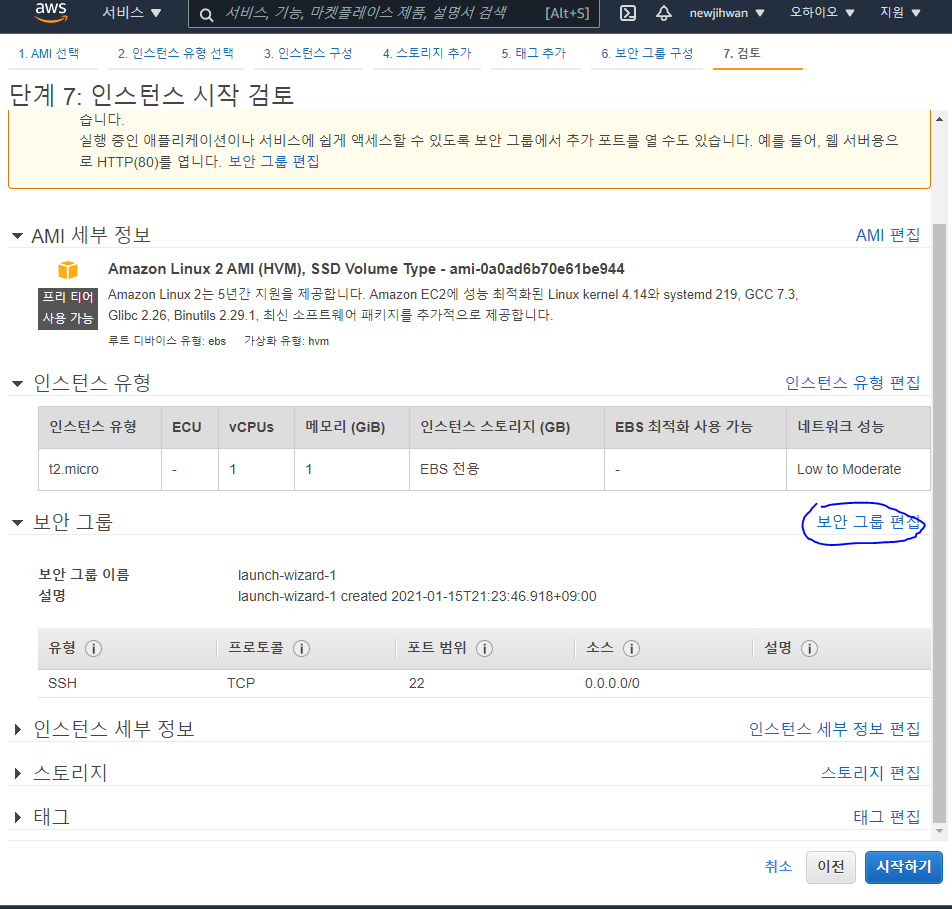 aws
서비스 ▼
서비스, 기능, 마켓플레이스 제품, 설명서 검색 [Alt+S]
newjihwan ▼
오하이오 ▼
지원 ▼
1. AMI 선택
2. 인스턴스 유형 선택
3. 인스턴스 구성
4. 스토리지 추가
5. 태그 추가
6. 보안 그룹 구성
7. 검토
단계 7: 인스턴스 시작 검토
습니다.
실행 중인 애플리케이션이나 서비스에 쉽게 액세스할 수 있도록 보안 그룹에서 추가 포트를 열 수도 있습니다. 예를 들어, 웹 서버용으
로 HTTP(80)를 엽니다. 보안 그룹 편집
AMI 세부 정보
AMI 편집
Amazon Linux 2 AMI (HVM), SSD Volume Type - ami-0a0ad6b70e61be944
프리 티어
사용 가능
Amazon Linux 2는 5년간 지원을 제공합니다. Amazon EC2에 성능 최적화된 Linux kernel 4.14와 systemd 219, GCC 7.3,
Glibc 2.26, Binutils 2.29.1, 최신 소프트웨어 패키지를 추가적으로 제공합니다.
루트 디바이스 유형: ebs 가상화 유형: hvm
인스턴스 유형
인스턴스 유형 편집
인스턴스 유형 ECU vCPUs 메모리 (GiB) 인스턴스 스토리지 (GB) EBS 최적화 사용 가능 네트워크 성능
t2.micro - 1 1 EBS 전용 - Low to Moderate
보안 그룹
보안 그룹 편집
보안 그룹 이름 launch-wizard-1
설명 launch-wizard-1 created 2021-01-15T21:23:46.918+09:00
유형 프로토콜 포트 범위 소스 설명
SSH TCP 22 0.0.0.0/0
인스턴스 세부 정보
인스턴스 세부 정보 편집
스토리지
스토리지 편집
태그
태그 편집
취소 이전 시작하기